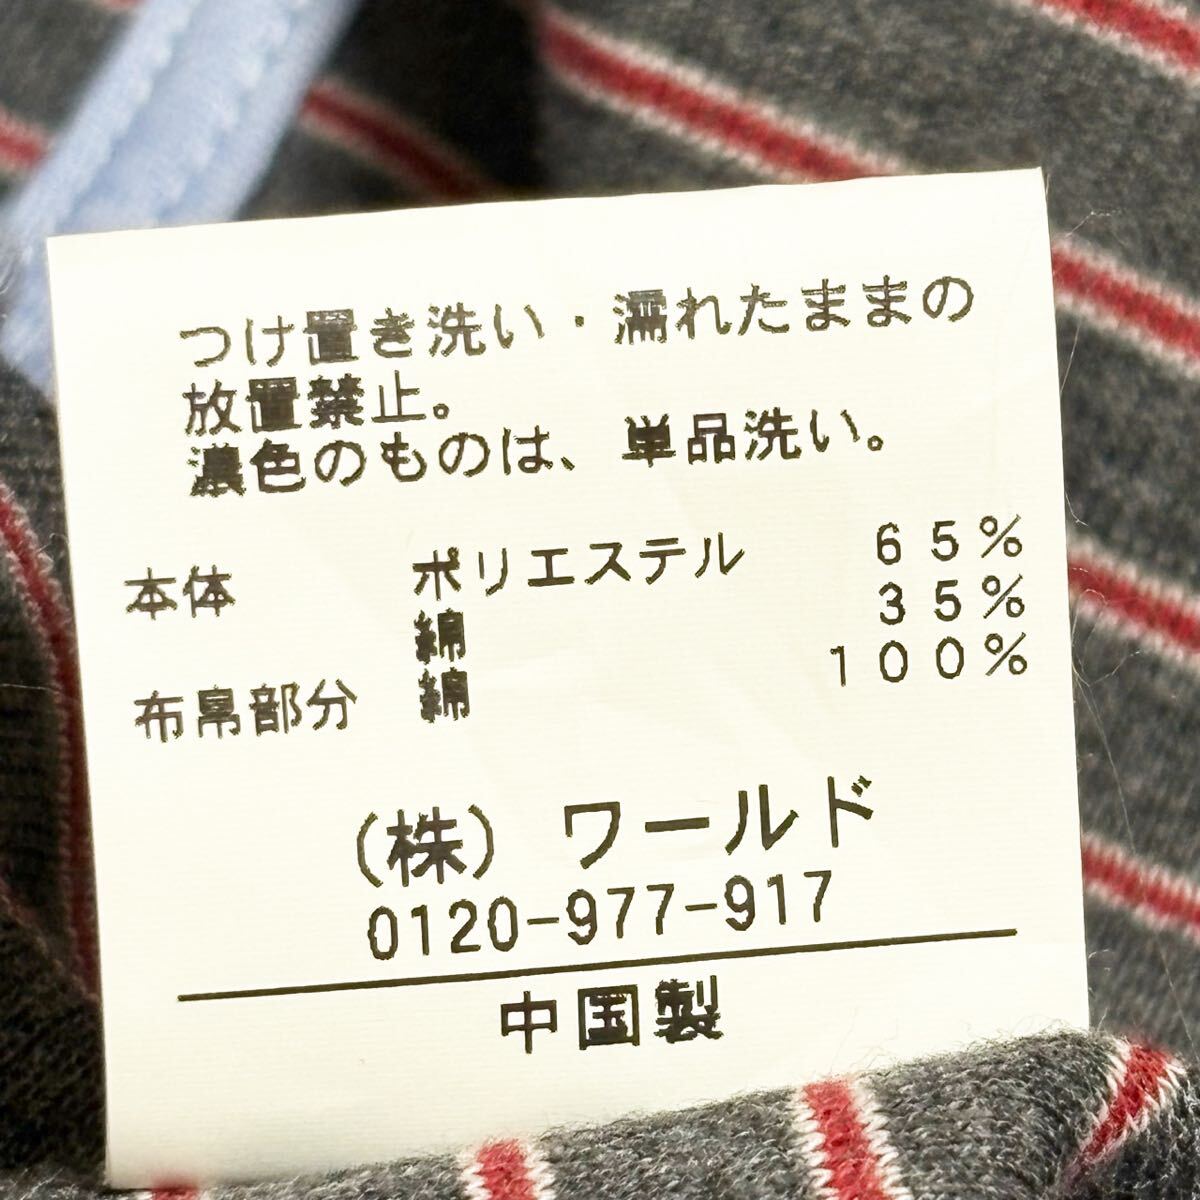 つけ置き洗い・濡れたままの
放置禁止。
濃色のものは、単品洗い。
本体 ポリエステル 65%
綿 35%
布帛部分 綿 100%
(株) ワールド
0120-977-917
中国製